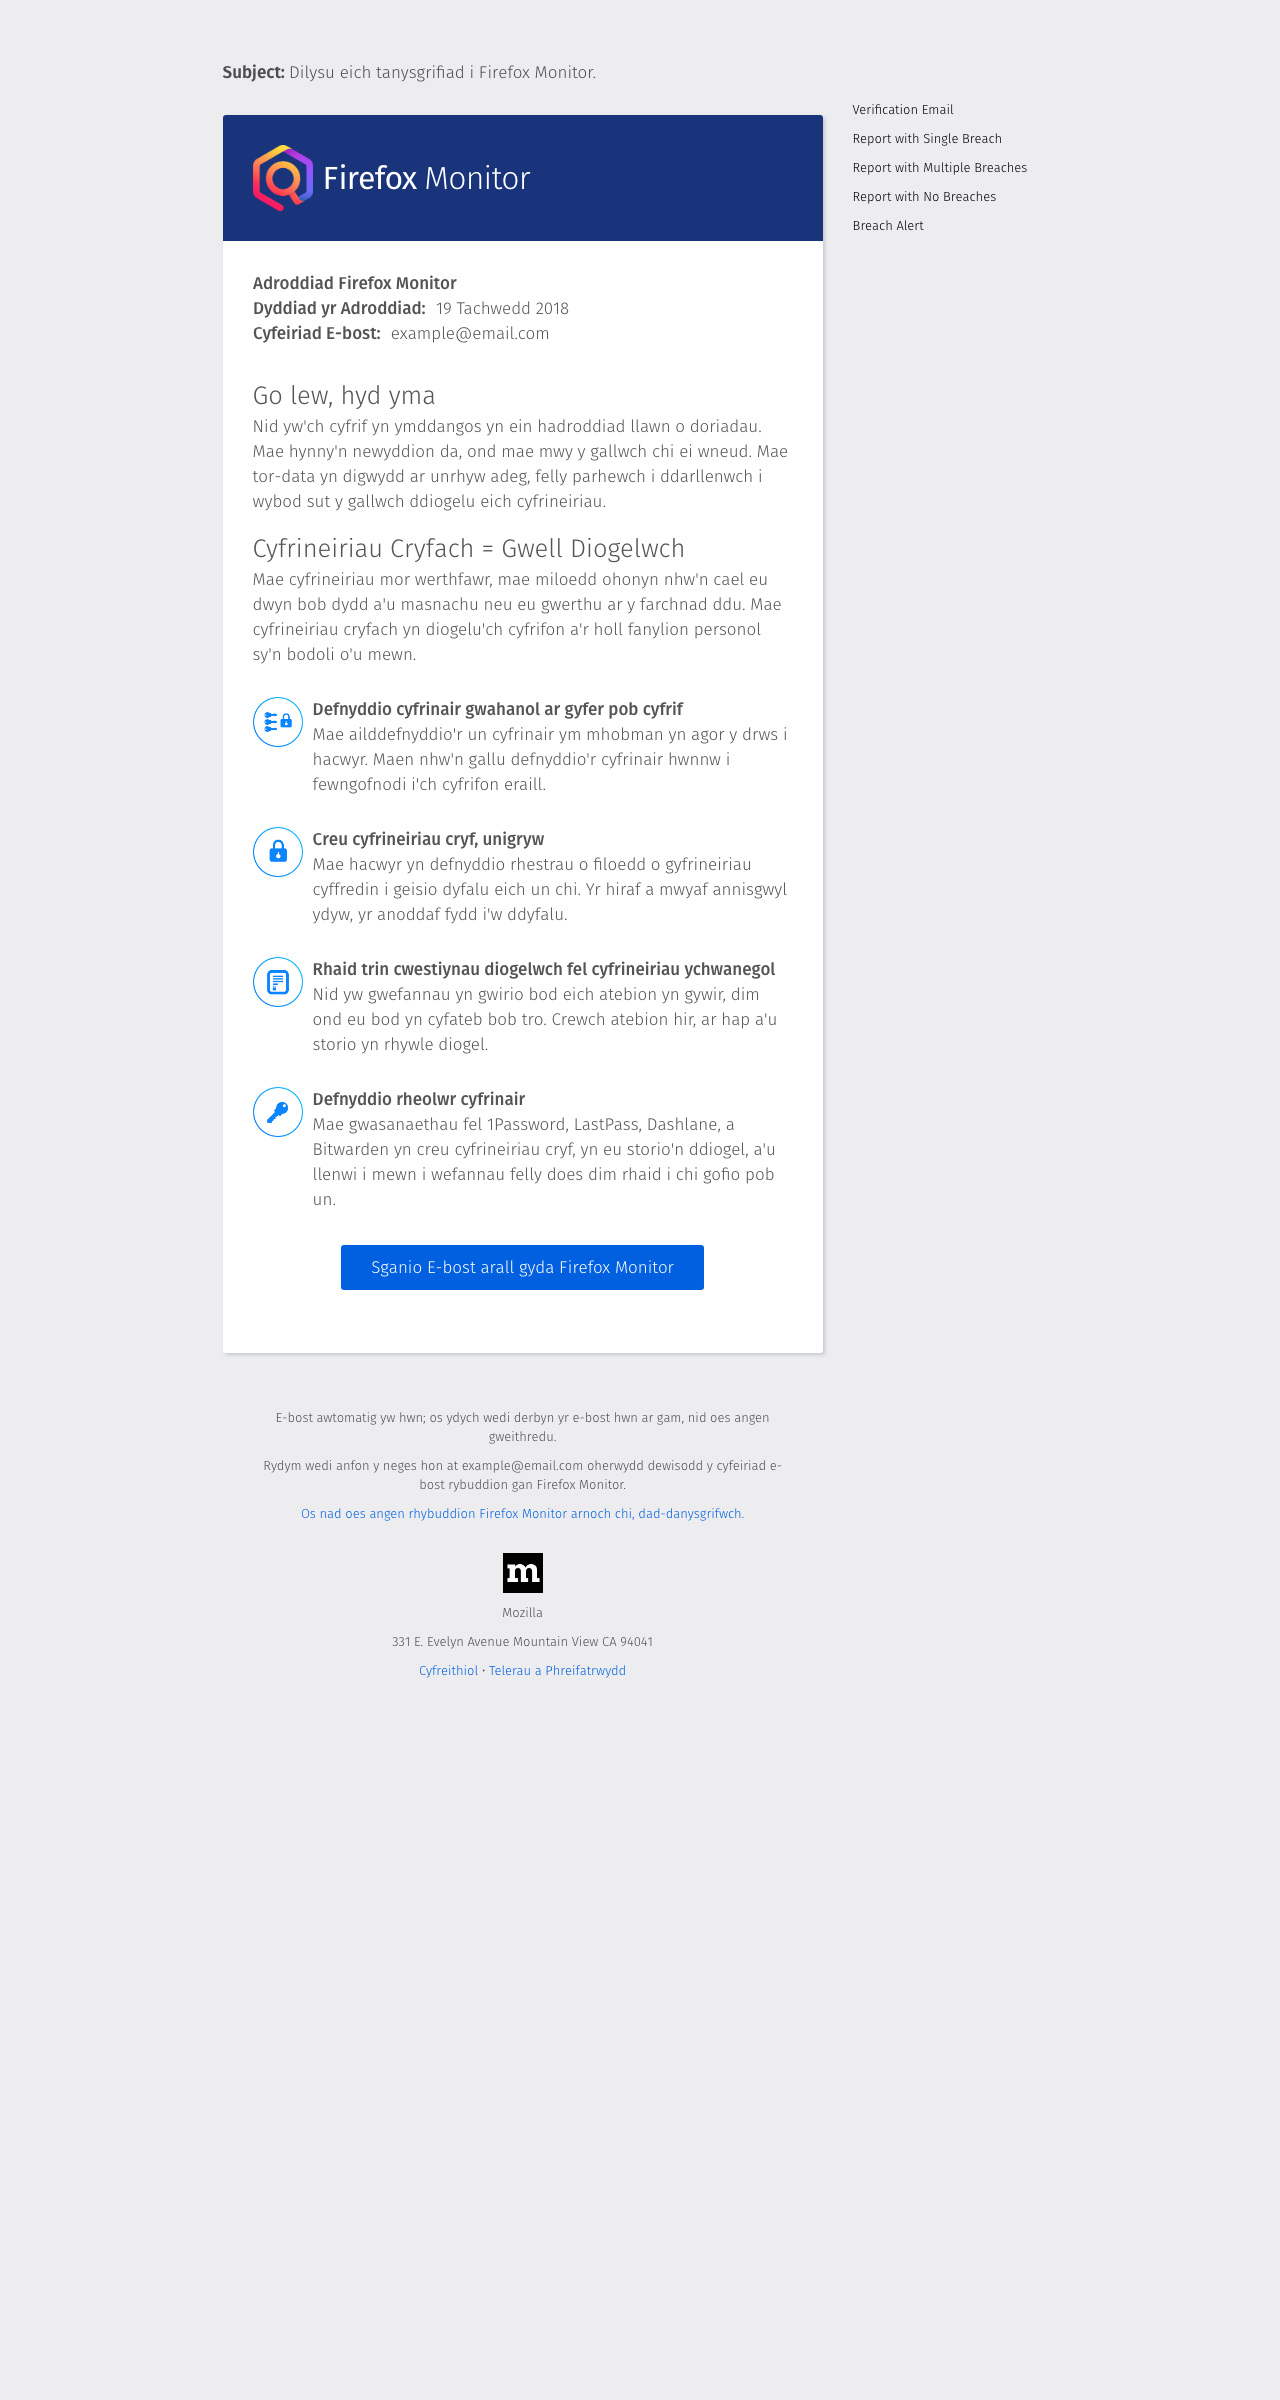 Subject: Dilysu eich tanysgrifiad i Firefox Monitor.
Verification Email
Report with Single Breach
Report with Multiple Breaches
Report with No Breaches
Breach Alert
Firefox Monitor
Adroddiad Firefox Monitor
Dyddiad yr Adroddiad: 19 Tachwedd 2018
Cyfeiriad E-bost: example@email.com
Go lew, hyd yma
Nid yw'ch cyfrif yn ymddangos yn ein hadroddiad llawn o doriadau.
Mae hynny'n newyddion da, ond mae mwy y gallwch chi ei wneud. Mae
tor-data yn digwydd ar unrhyw adeg, felly parhewch i ddarllenwch i
wybod sut y gallwch ddiogelu eich cyfrineiriau.
Cyfrineiriau Cryfach = Gwell Diogelwch
Mae cyfrineiriau mor werthfawr, mae miloedd ohonyn nhw'n cael eu
dwyn bob dydd a'u masnachu neu eu gwerthu ar y farchnad ddu. Mae
cyfrineiriau cryfach yn diogelu'ch cyfrifon a'r holl fanylion personol
sy'n bodoli o'u mewn.
Defnyddio cyfrinair gwahanol ar gyfer pob cyfrif
Mae ailddefnyddio'r un cyfrinair ym mhobman yn agor y drws i
hacwyr. Maen nhw'n gallu defnyddio'r cyfrinair hwnnw i
fewngofnodi i'ch cyfrifon eraill.
Creu cyfrineiriau cryf, unigryw
Mae hacwyr yn defnyddio rhestrau o filoedd o gyfrineiriau
cyffredin i geisio dyfalu eich un chi. Yr hiraf a mwyaf annisgwyl
ydyw, yr anoddaf fydd i'w ddyfalu.
Rhaid trin cwestiynau diogelwch fel cyfrineiriau ychwanegol
Nid yw gwefannau yn gwirio bod eich atebion yn gywir, dim
ond eu bod yn cyfateb bob tro. Crewch atebion hir, ar hap a'u
storio yn rhywle diogel.
Defnyddio rheolwr cyfrinair
Mae gwasanaethau fel 1Password, LastPass, Dashlane, a
Bitwarden yn creu cyfrineiriau cryf, yn eu storio'n ddiogel, a'u
llenwi i mewn i wefannau felly does dim rhaid i chi gofio pob
un.
Sganio E-bost arall gyda Firefox Monitor
E-bost awtomatig yw hwn; os ydych wedi derbyn yr e-bost hwn ar gam, nid oes angen
gweithredu.
Rydym wedi anfon y neges hon at example@email.com oherwydd dewisodd y cyfeiriad e-
bost rybuddion gan Firefox Monitor.
Os nad oes angen rhybuddion Firefox Monitor arnoch chi, dad-danysgrifwch.
m
Mozilla
331 E. Evelyn Avenue Mountain View CA 94041
Cyfreithiol • Telerau a Phreifatrwydd